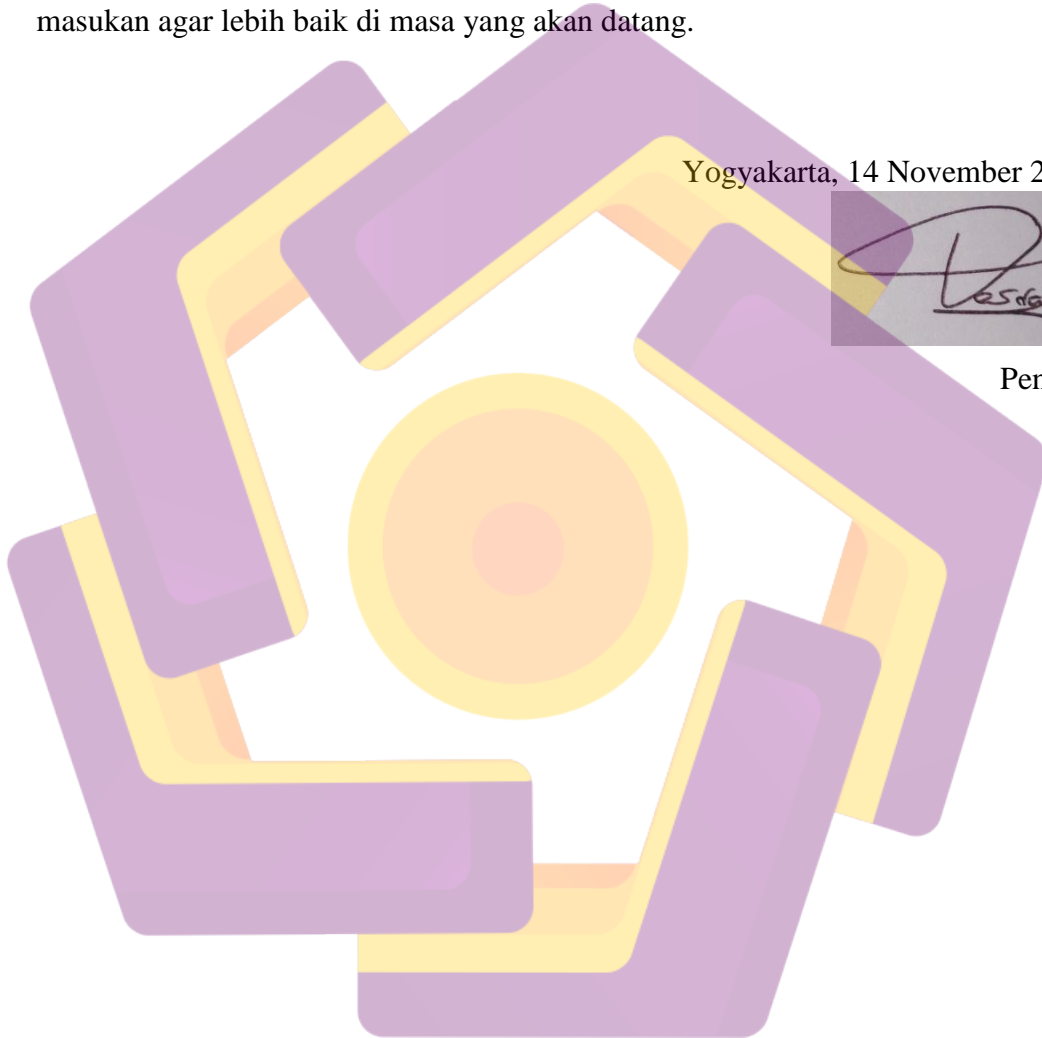 masukan agar lebih baik di masa yang akan datang.
Yogyakarta, 14 November 2
Pen